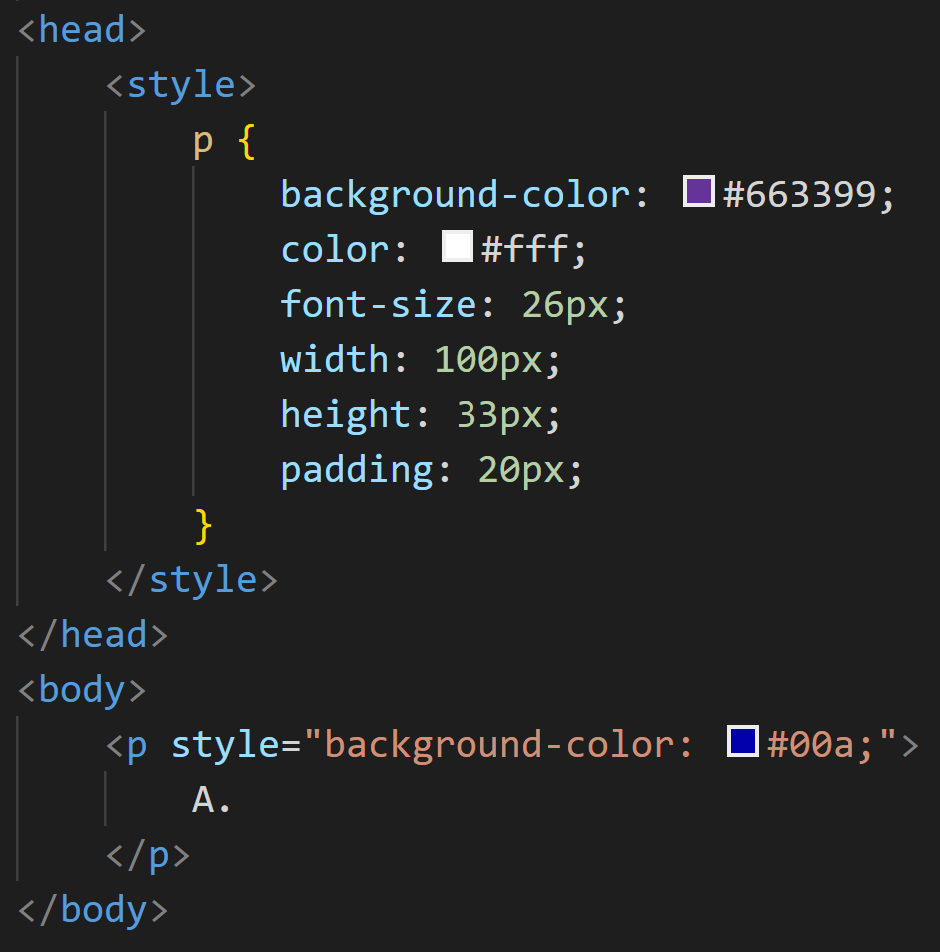 <head>
<style>
p {
background-color: #663399;
color: #fff;
font-size: 26px;
width: 100px;
height: 33px;
padding: 20px;
}
</style>
</head>
<body>
<p style="background-color: #00a;">
A.
</p>
</body>